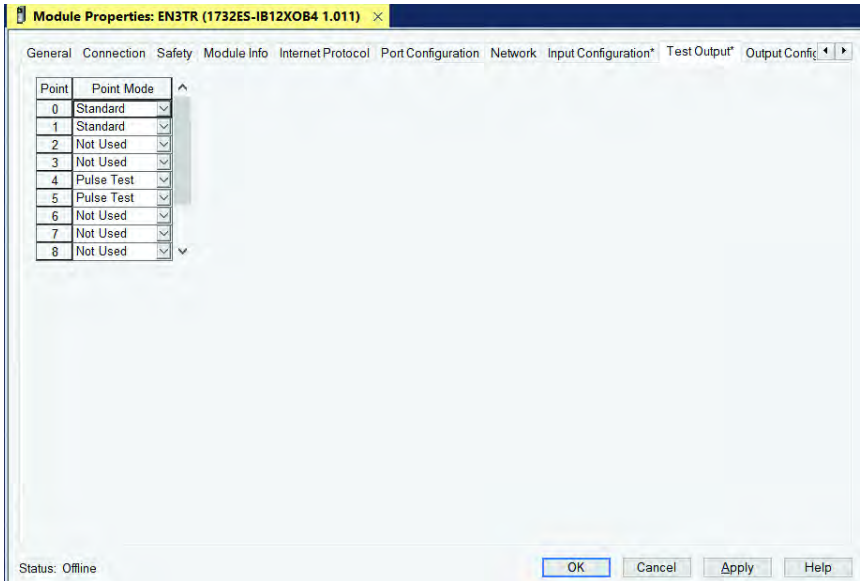 Module Properties: EN3TR (1732ES-IB12XOB4 1.011) ×
General Connection Safety Module Info Internet Protocol Port Configuration Network Input Configuration* Test Output* Output Config
Point Point Mode
0 Standard
1 Standard
2 Not Used
3 Not Used
4 Pulse Test
5 Pulse Test
6 Not Used
7 Not Used
8 Not Used
Status: Offline OK Cancel Apply Help